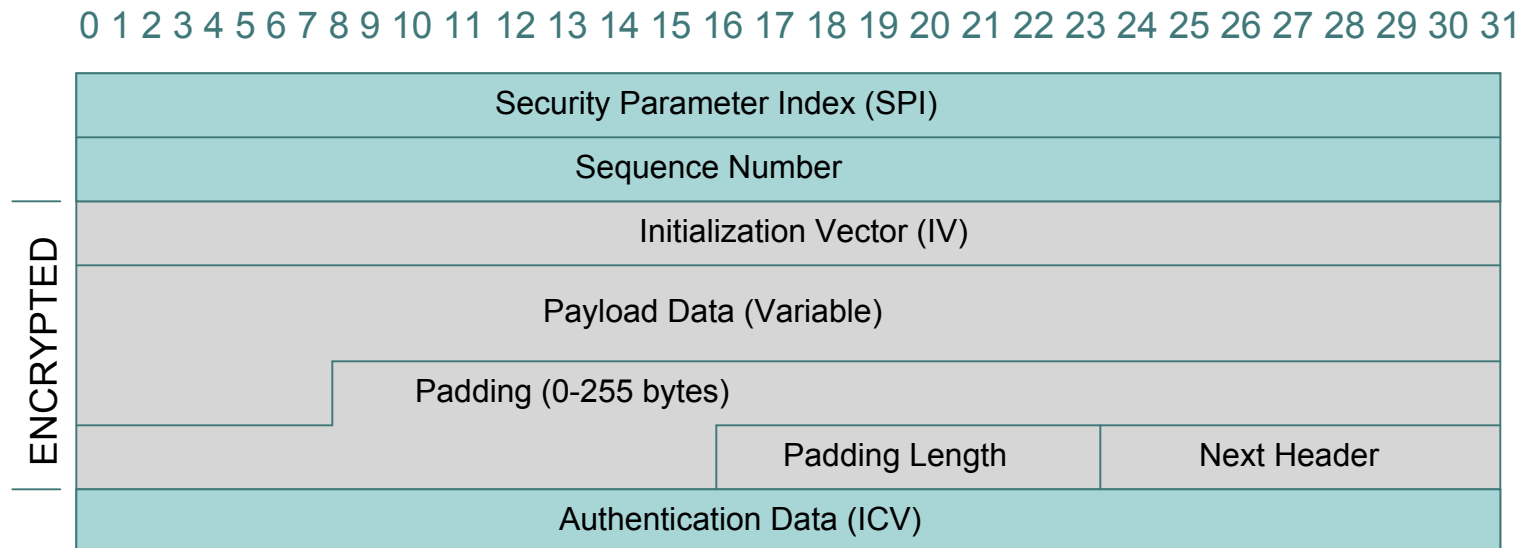 0 1 2 3 4 5 6 7 8 9 10 11 12 13 14 15 16 17 18 19 20 21 22 23 24 25 26 27 28 29 30 31
Security Parameter Index (SPI)
Sequence Number
ENCRYPTED
Initialization Vector (IV)
Payload Data (Variable)
Padding (0-255 bytes)
Padding Length
Next Header
Authentication Data (ICV)